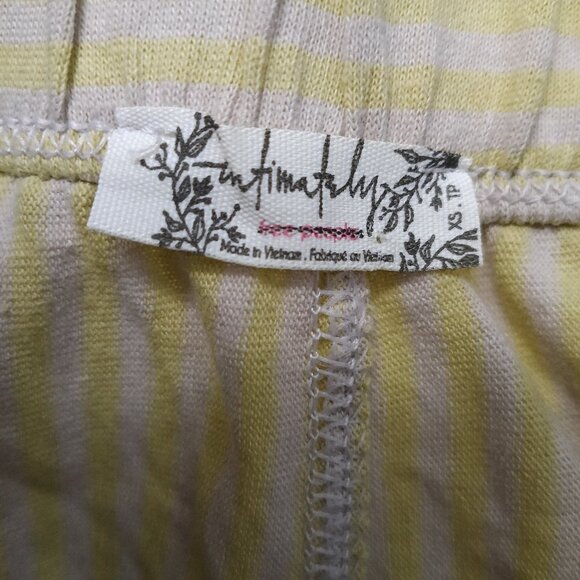 intimately
free people
Made in Vietnam . Fabriqué au Vietnam
XS TP